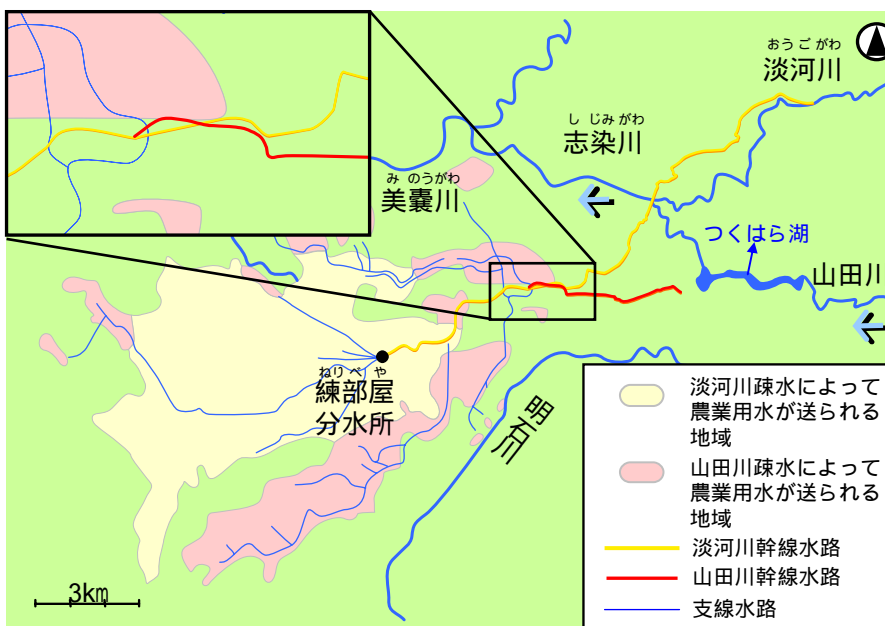 おうごがわ
淡河川
しじみがわ
志染川
みのうがわ
美嚢川
つくはら湖
山田川
ねりべや
練部屋
分水所
明石川
淡河川疏水によって
農業用水が送られる
地域
山田川疏水によって
農業用水が送られる
地域
淡河川幹線水路
山田川幹線水路
支線水路
3km